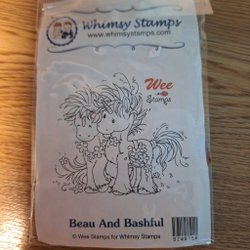 Whimsy Stamps
www.whimsystamps.com
Wee
Stamps
Beau And Bashful
© Wee Stamps for Whimsy Stamps